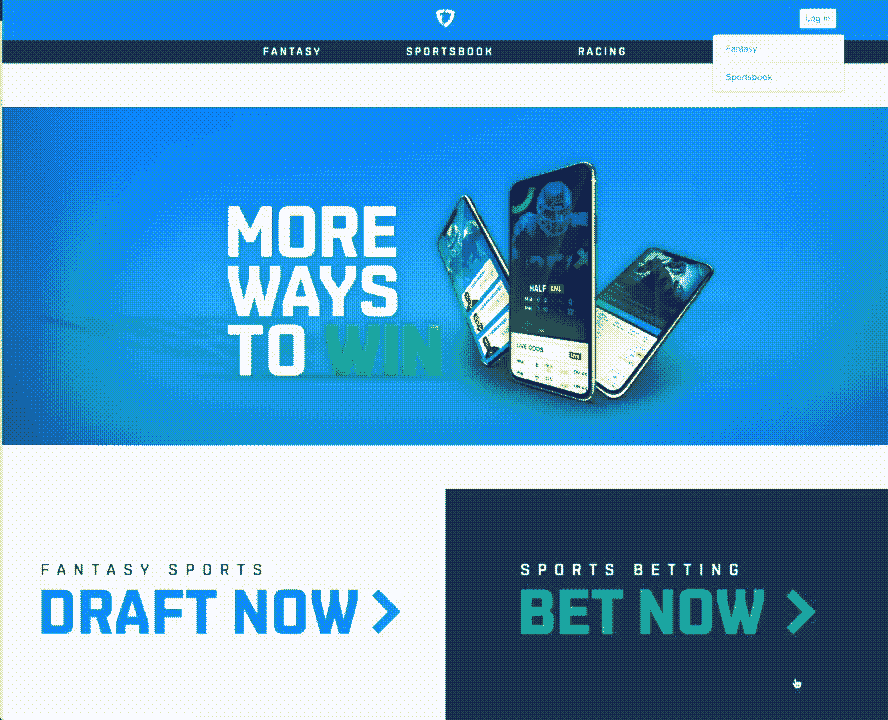 Log in
FANTASY SPORTSBOOK RACING
Fantasy
Sportsbook
MORE
WAYS
TO WIN
HALF
LIVE ODDS
FANTASY SPORTS
DRAFT NOW
SPORTS BETTING
BET NOW